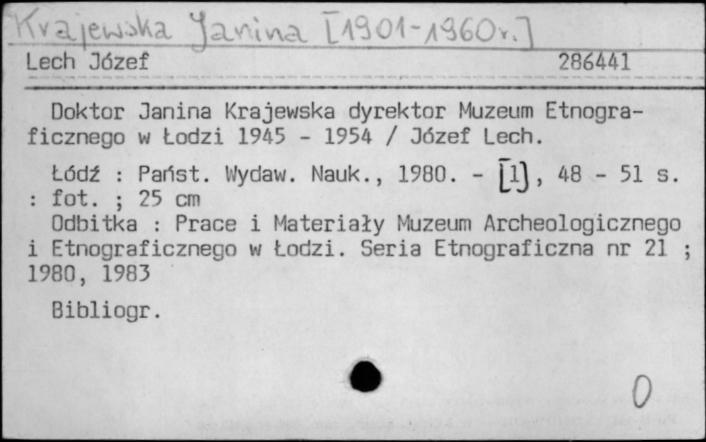 Krajewska Janina [1901-1960r.]
Lech Józef 286441
Doktor Janina Krajewska dyrektor Muzeum Etnogra-
ficznego w Łodzi 1945 - 1954 / Józef Lech.
Łódź : Państ. Wydaw. Nauk., 1980. - [1], 48 - 51 s.
: fot. ; 25 cm
Odbitka : Prace i Materiały Muzeum Archeologicznego
i Etnograficznego w Łodzi. Seria Etnograficzna nr 21 ;
1980, 1983
Bibliogr.
0